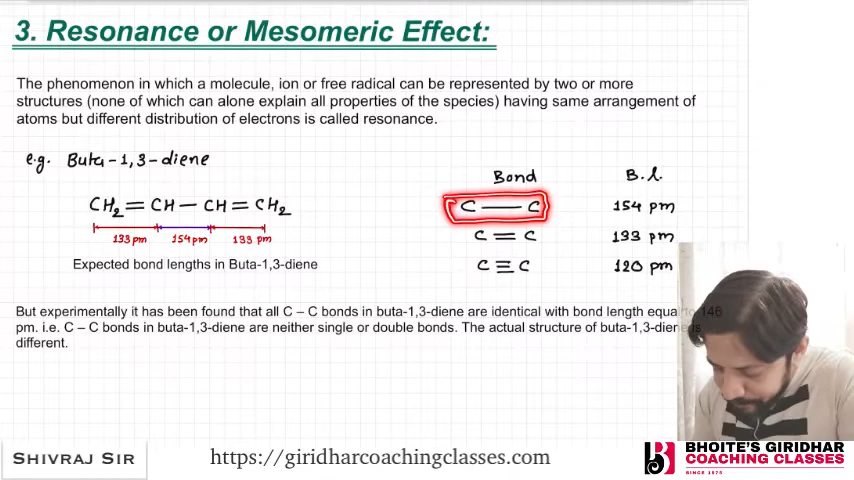 3. Resonance or Mesomeric Effect:
The phenomenon in which a molecule, ion or free radical can be represented by two or more
structures (none of which can alone explain all properties of the species) having same arrangement of
atoms but different distribution of electrons is called resonance.
e.g. Buta-1,3-diene
CH₂=CH–CH=CH₂
133 pm 154 pm 133 pm
Expected bond lengths in Buta-1,3-diene
Bond B.l.
C — C 154 pm
C = C 133 pm
C ≡ C 120 pm
But experimentally it has been found that all C – C bonds in buta-1,3-diene are identical with bond length equal to 146
pm. i.e. C – C bonds in buta-1,3-diene are neither single or double bonds. The actual structure of buta-1,3-diene is
different.
SHIVRAJ SIR
https://giridharcoachingclasses.com
BHOITE'S GIRIDHAR
COACHING CLASSES
SINCE 1975